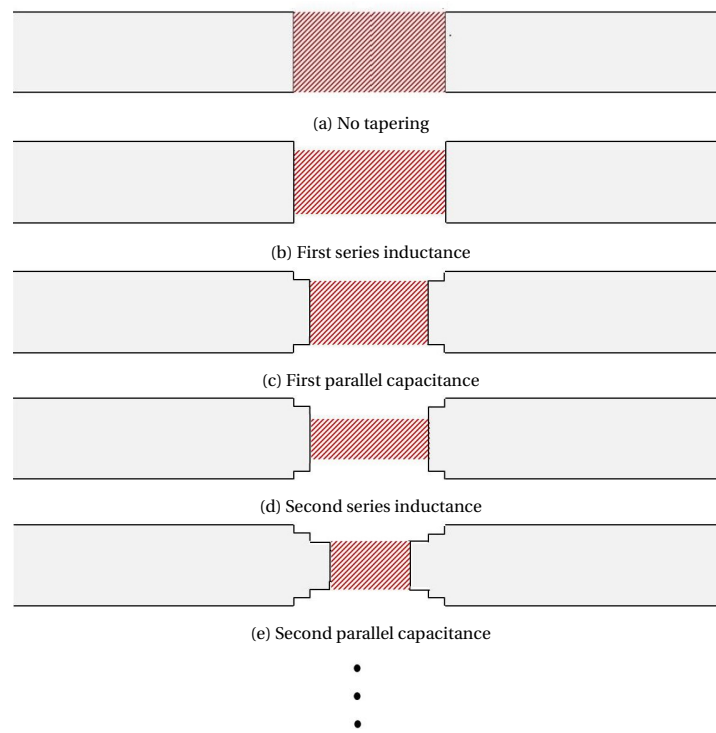 (a) No tapering
(b) First series inductance
(c) First parallel capacitance
(d) Second series inductance
(e) Second parallel capacitance